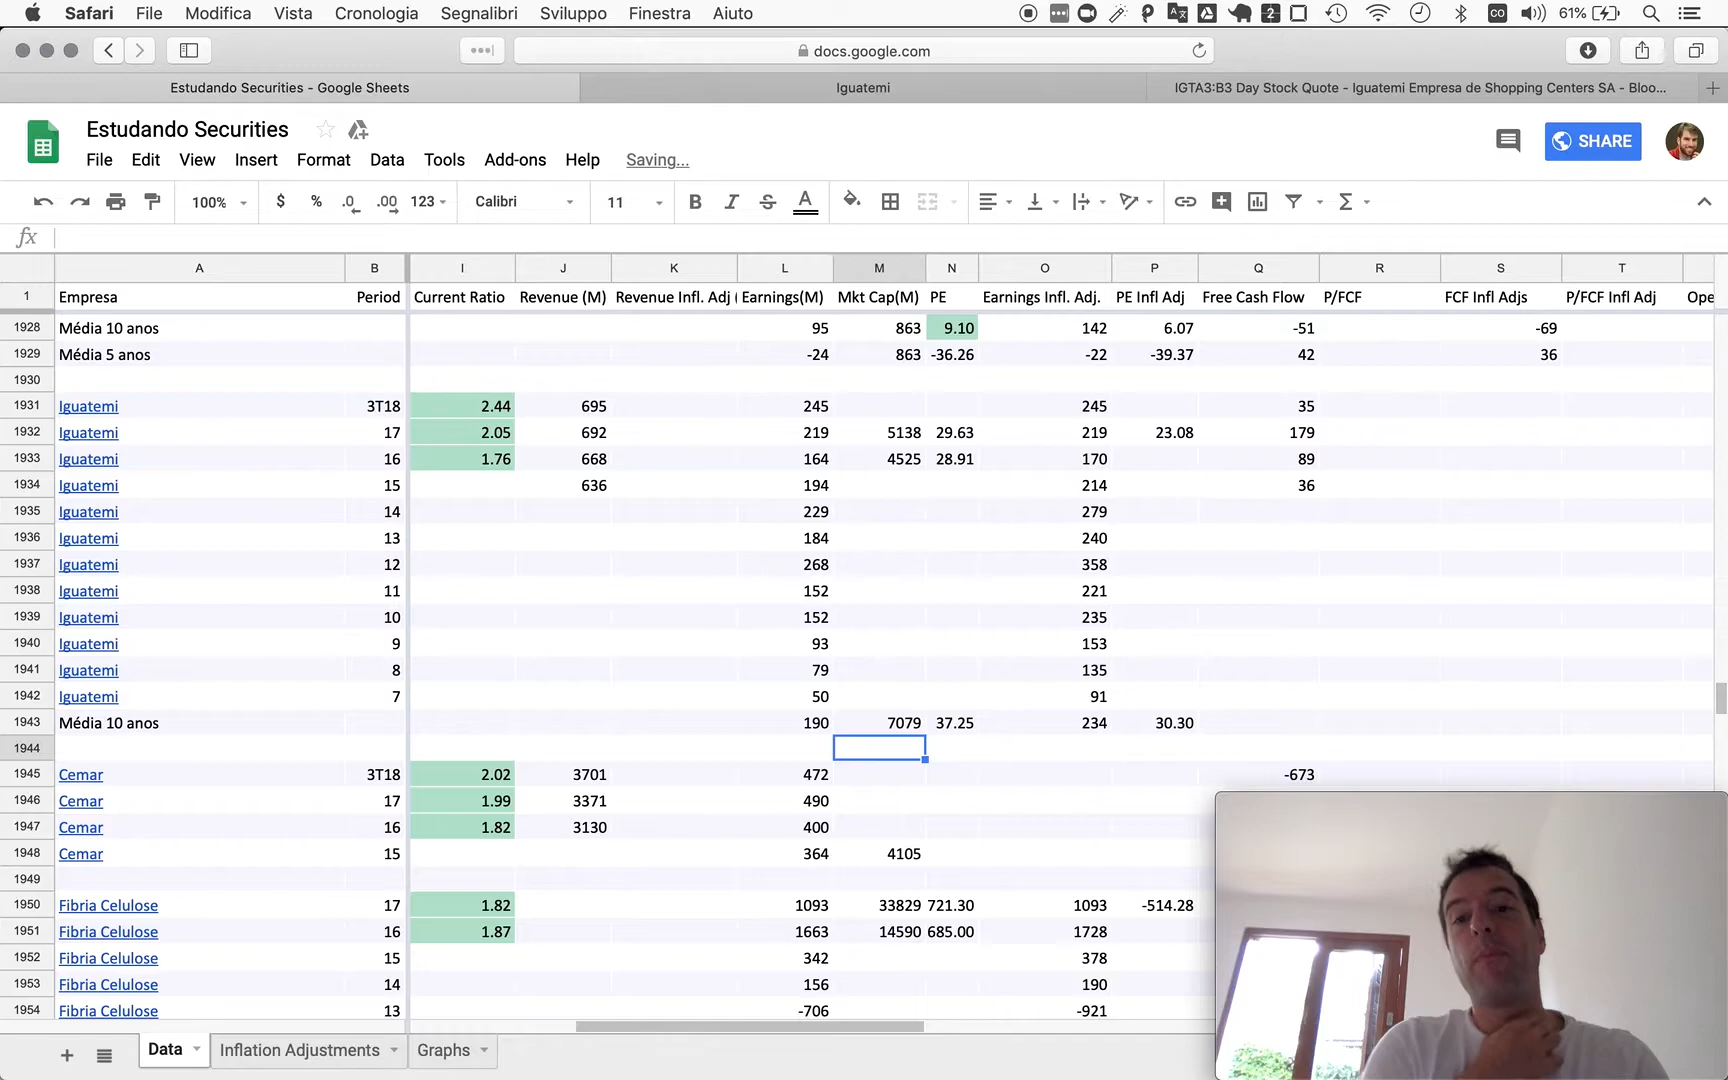 Safari File Modifica Vista Cronologia Segnalibri Sviluppo Finestra Aiuto 2 CO 61%
docs.google.com
Estudando Securities - Google Sheets Iguatemi IGTA3:B3 Day Stock Quote - Iguatemi Empresa de Shopping Centers SA - Bloo...
Estudando Securities
SHARE
File Edit View Insert Format Data Tools Add-ons Help Saving...
100% $ % .0 .00 123 Calibri 11 B I S A
fx
A B I J K L M N O P Q R S T
1 Empresa Period Current Ratio Revenue (M) Revenue Infl. Adj ( Earnings(M) Mkt Cap(M) PE Earnings Infl. Adj. PE Infl Adj Free Cash Flow P/FCF FCF Infl Adjs P/FCF Infl Adj Ope
1928 Média 10 anos 95 863 9.10 142 6.07 -51 -69
1929 Média 5 anos -24 863 -36.26 -22 -39.37 42 36
1930
1931 Iguatemi 3T18 2.44 695 245 245 35
1932 Iguatemi 17 2.05 692 219 5138 29.63 219 23.08 179
1933 Iguatemi 16 1.76 668 164 4525 28.91 170 89
1934 Iguatemi 15 636 194 214 36
1935 Iguatemi 14 229 279
1936 Iguatemi 13 184 240
1937 Iguatemi 12 268 358
1938 Iguatemi 11 152 221
1939 Iguatemi 10 152 235
1940 Iguatemi 9 93 153
1941 Iguatemi 8 79 135
1942 Iguatemi 7 50 91
1943 Média 10 anos 190 7079 37.25 234 30.30
1944
1945 Cemar 3T18 2.02 3701 472 -673
1946 Cemar 17 1.99 3371 490
1947 Cemar 16 1.82 3130 400
1948 Cemar 15 364 4105
1949
1950 Fibria Celulose 17 1.82 1093 33829 721.30 1093 -514.28
1951 Fibria Celulose 16 1.87 1663 14590 685.00 1728
1952 Fibria Celulose 15 342 378
1953 Fibria Celulose 14 156 190
1954 Fibria Celulose 13 -706 -921
Data Inflation Adjustments Graphs